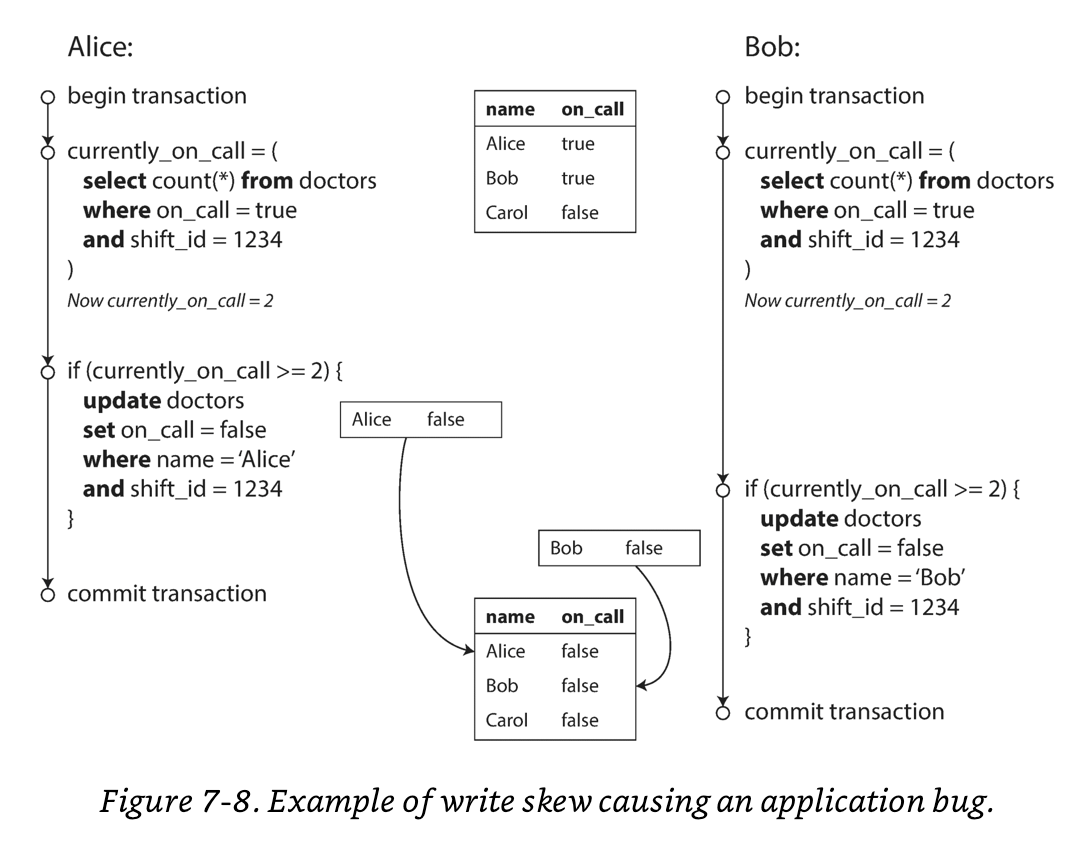 Alice:
begin transaction
currently_on_call = (
select count(*) from doctors
where on_call = true
and shift_id = 1234
)
Now currently_on_call = 2
if (currently_on_call >= 2) {
update doctors
set on_call = false
where name = ‘Alice’
and shift_id = 1234
}
commit transaction
name on_call
Alice true
Bob true
Carol false
Alice false
Bob false
name on_call
Alice false
Bob false
Carol false
Bob:
begin transaction
currently_on_call = (
select count(*) from doctors
where on_call = true
and shift_id = 1234
)
Now currently_on_call = 2
if (currently_on_call >= 2) {
update doctors
set on_call = false
where name = ‘Bob’
and shift_id = 1234
}
commit transaction
Figure 7-8. Example of write skew causing an application bug.